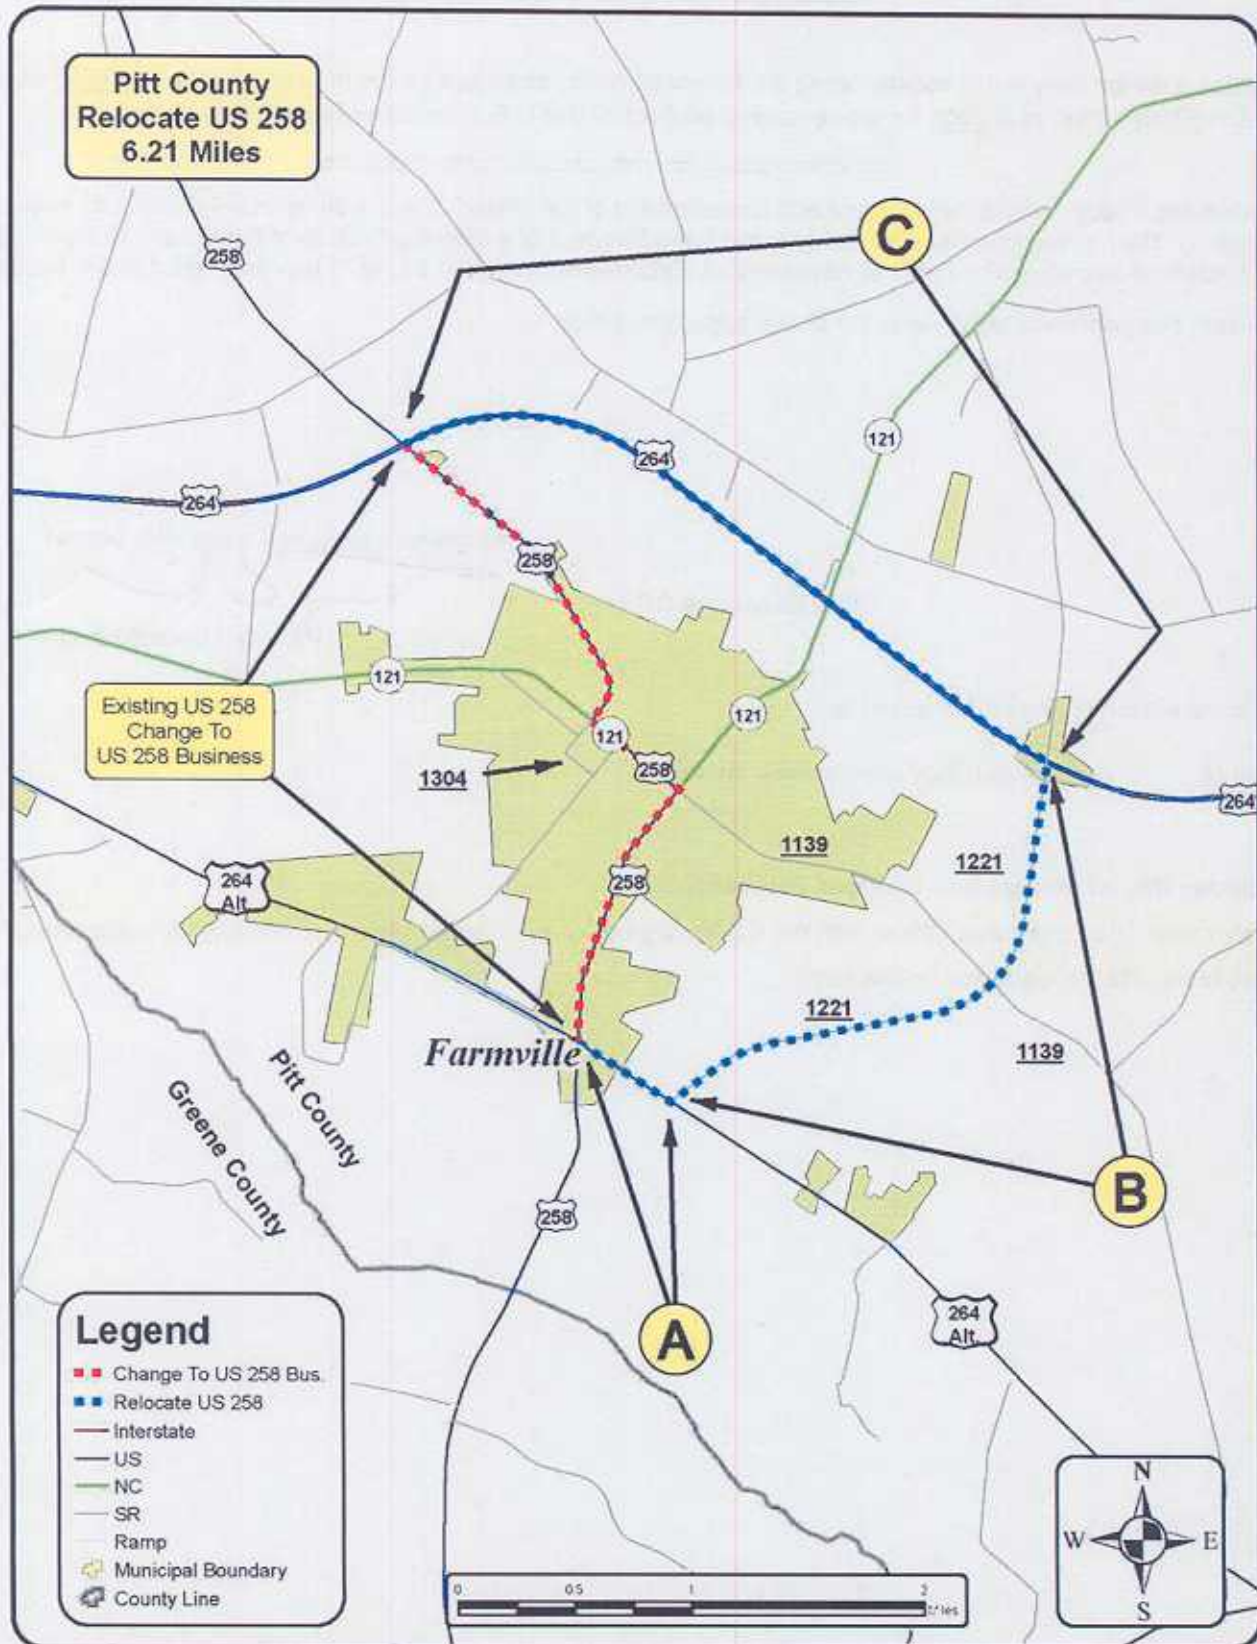 Pitt County
Relocate US 258
6.21 Miles
258
C
121
264
264
258
121
121
121
Existing US 258
Change To
US 258 Business
1304
258
264
1139
1221
264
Alt.
258
1221
Farmville
1139
Pitt County
Greene County
B
258
264
Alt.
A
Legend
Change To US 258 Bus.
Relocate US 258
Interstate
US
NC
SR
Ramp
Municipal Boundary
County Line
0 0.5 1 2
Miles
N
W E
S